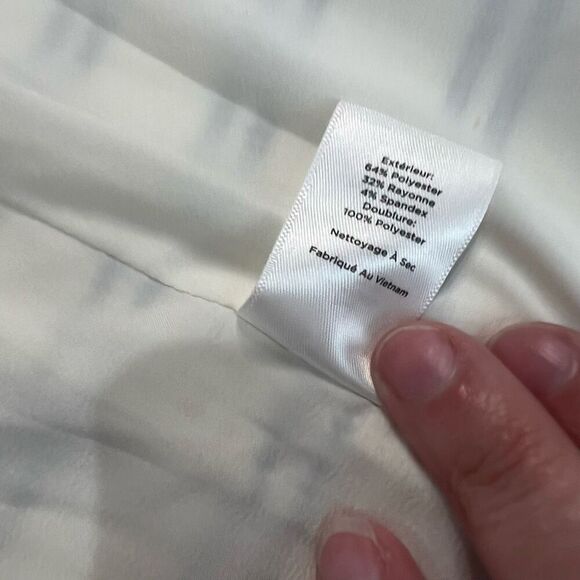 Extérieur:
64% Polyester
32% Rayonne
4% Spandex
Doublure:
100% Polyester
Nettoyage À Sec
Fabriqué Au Vietnam